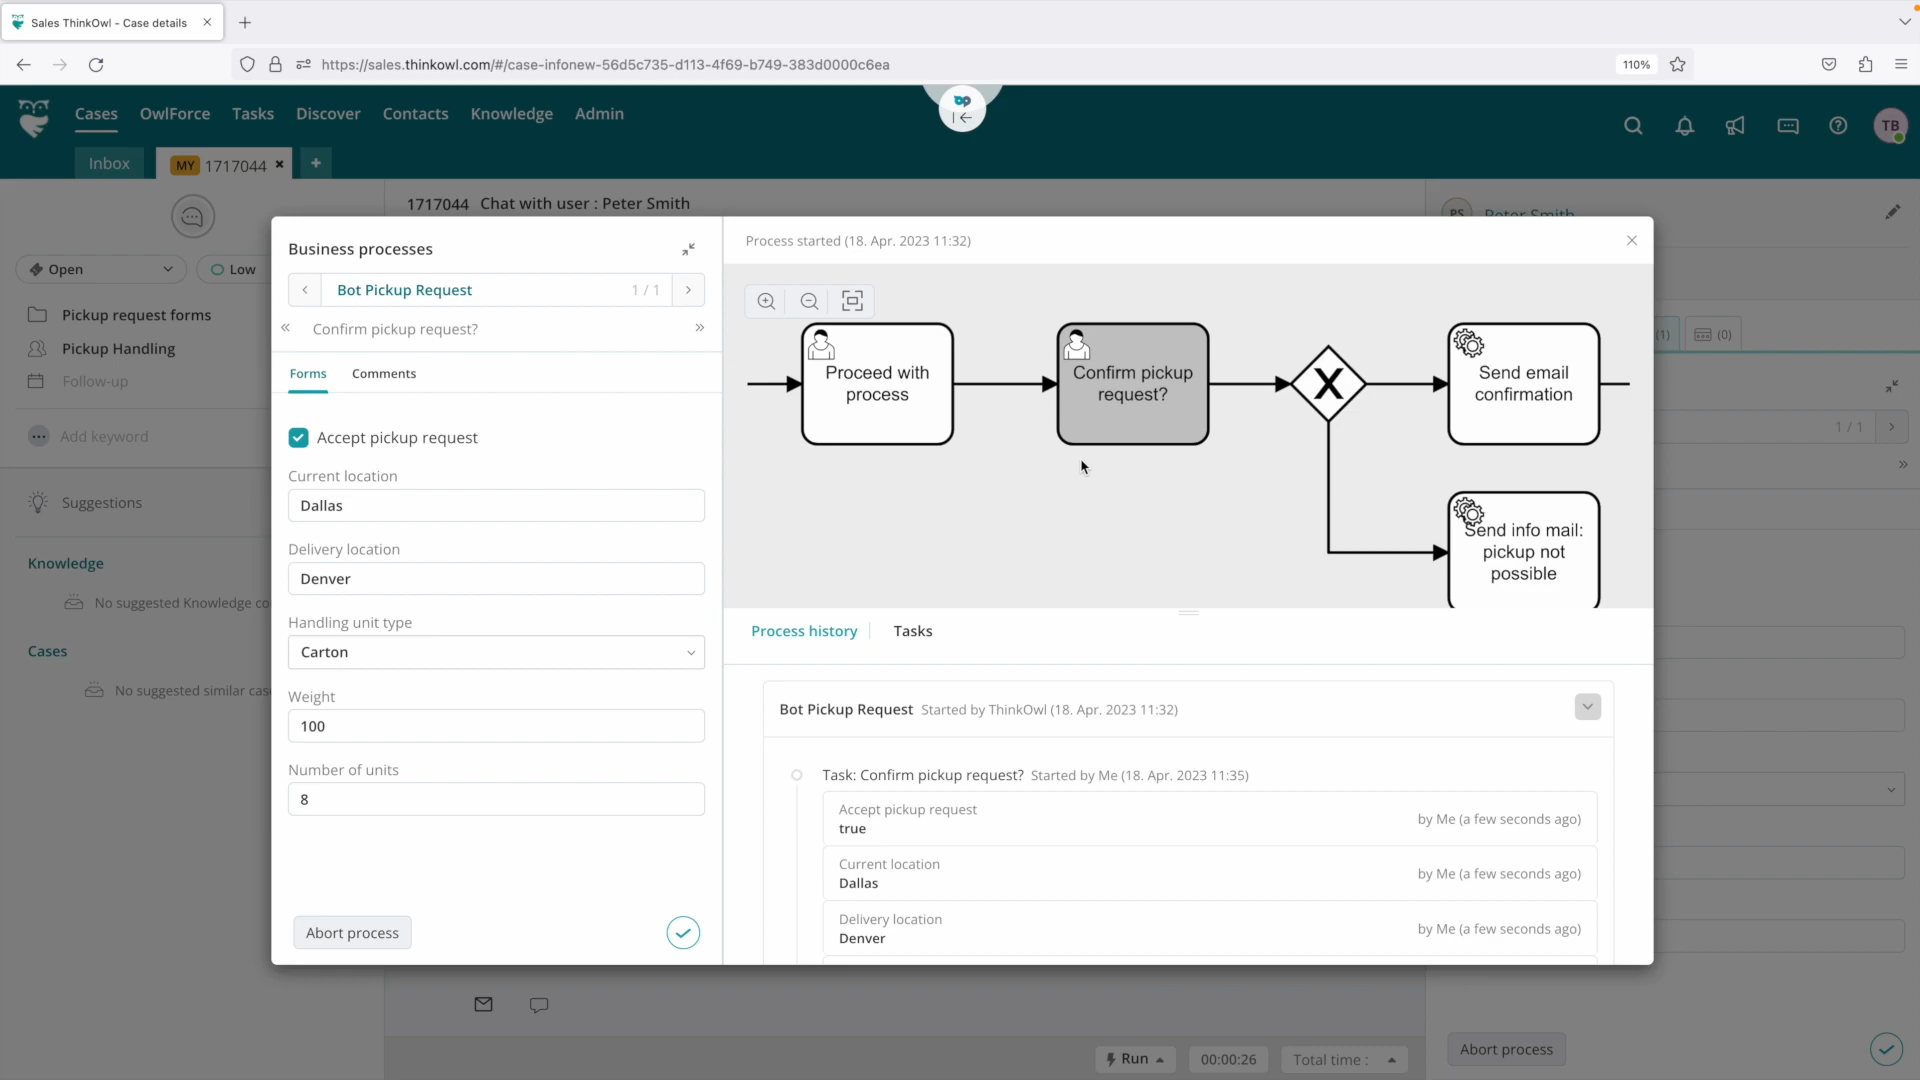 Sales ThinkOwl - Case details
https://sales.thinkowl.com/#/case-infonew-56d5c735-d113-4f69-b749-383d0000c6ea
110%
Cases
OwlForce
Tasks
Discover
Contacts
Knowledge
Admin
TB
Inbox
MY 1717044
1717044 Chat with user : Peter Smith
PS Peter Smith
Open
Low
Pickup request forms
Pickup Handling
Follow-up
Add keyword
Suggestions
Knowledge
No suggested Knowledge co
Cases
No suggested similar cas
Business processes
Bot Pickup Request 1 / 1
Confirm pickup request?
Forms
Comments
Accept pickup request
Current location
Dallas
Delivery location
Denver
Handling unit type
Carton
Weight
100
Number of units
8
Abort process
Process started (18. Apr. 2023 11:32)
Proceed with
process
Confirm pickup
request?
X
Send email
confirmation
Send info mail:
pickup not
possible
Process history
Tasks
Bot Pickup Request Started by ThinkOwl (18. Apr. 2023 11:32)
Task: Confirm pickup request? Started by Me (18. Apr. 2023 11:35)
Accept pickup request
true
by Me (a few seconds ago)
Current location
Dallas
by Me (a few seconds ago)
Delivery location
Denver
by Me (a few seconds ago)
(1)
(0)
1 / 1
Run
00:00:26
Total time :
Abort process